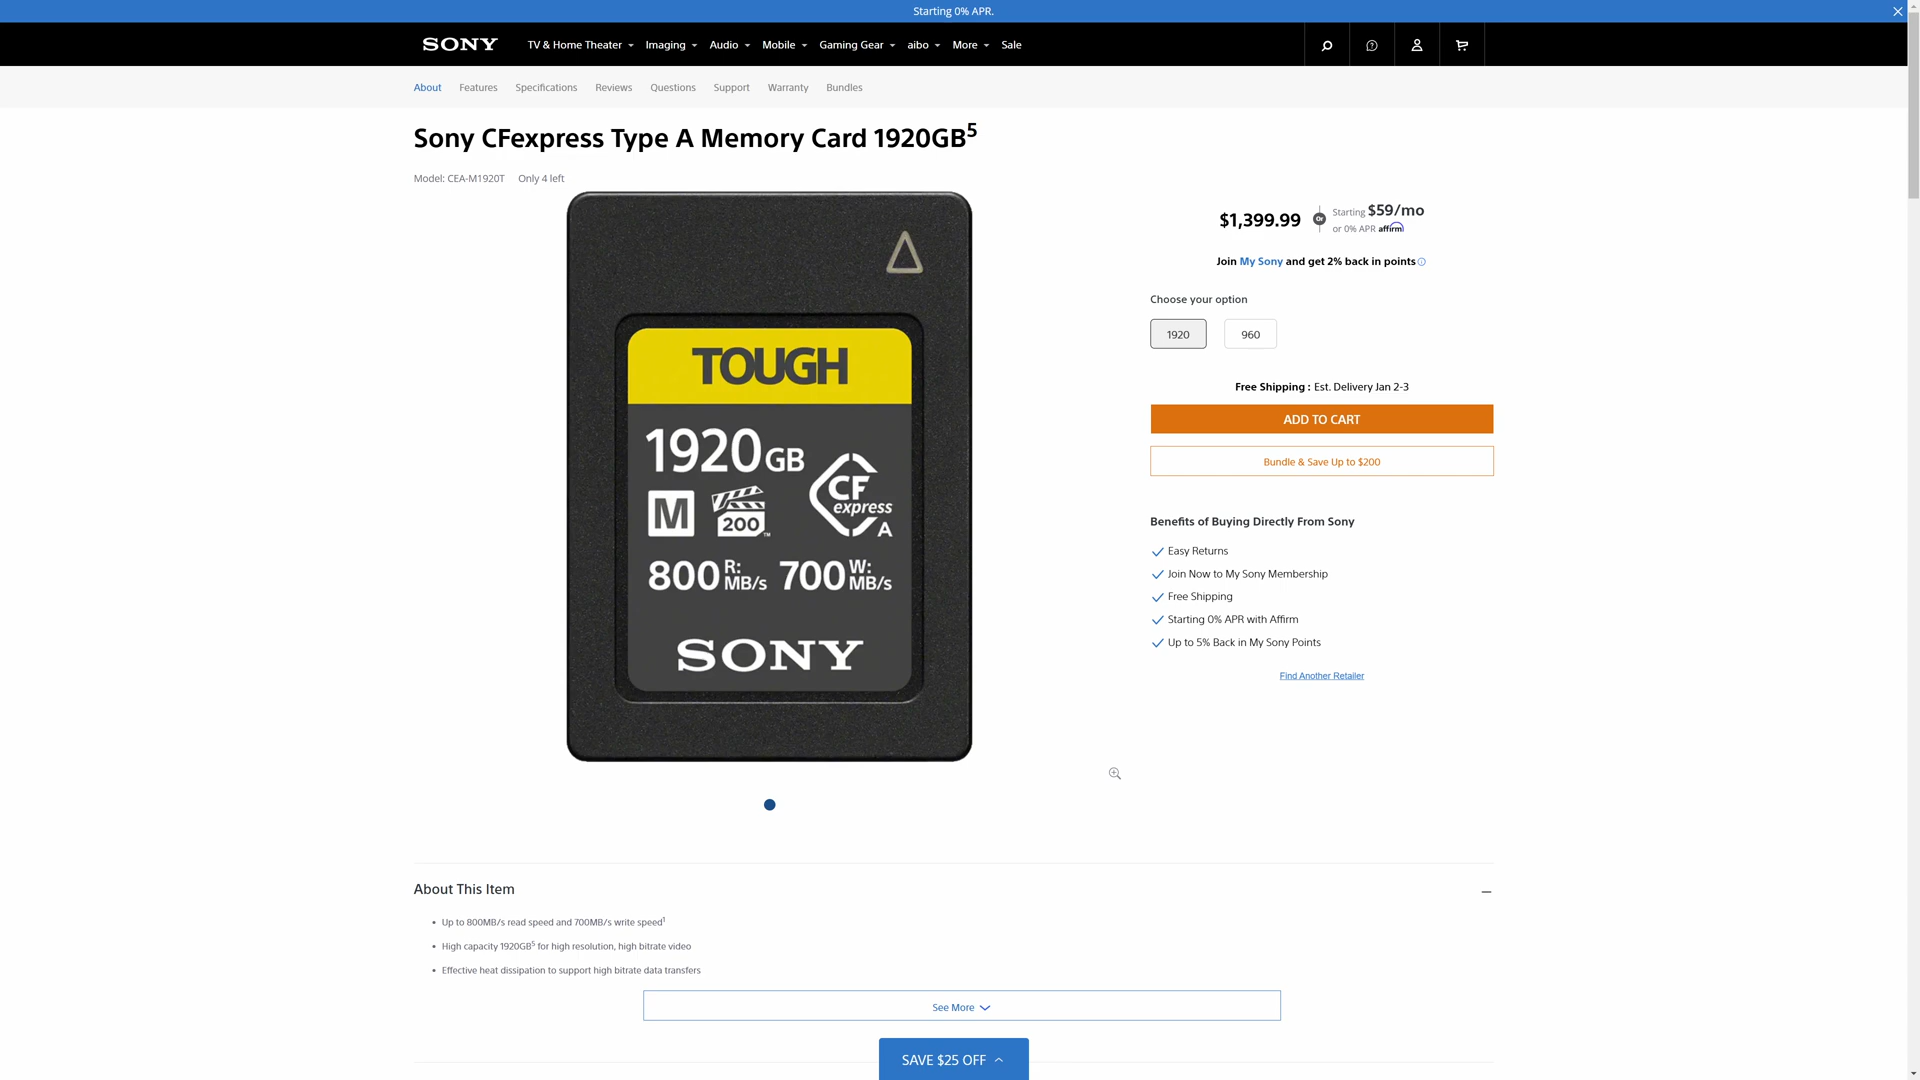 Starting 0% APR.
SONY TV & Home Theater Imaging Audio Mobile Gaming Gear aibo More Sale
About Features Specifications Reviews Questions Support Warranty Bundles
Sony CFexpress Type A Memory Card 1920GB5
Model: CEA-M1920T Only 4 left
TOUGH
1920GB
M 200™ CFexpress A
800 R: MB/s 700 W: MB/s
SONY
$1,399.99 Or Starting $59/mo
or 0% APR affirm
Join My Sony and get 2% back in points
Choose your option
1920 960
Free Shipping : Est. Delivery Jan 2-3
ADD TO CART
Bundle & Save Up to $200
Benefits of Buying Directly From Sony
Easy Returns
Join Now to My Sony Membership
Free Shipping
Starting 0% APR with Affirm
Up to 5% Back in My Sony Points
Find Another Retailer
About This Item
• Up to 800MB/s read speed and 700MB/s write speed1
• High capacity 1920GB5 for high resolution, high bitrate video
• Effective heat dissipation to support high bitrate data transfers
See More
SAVE $25 OFF